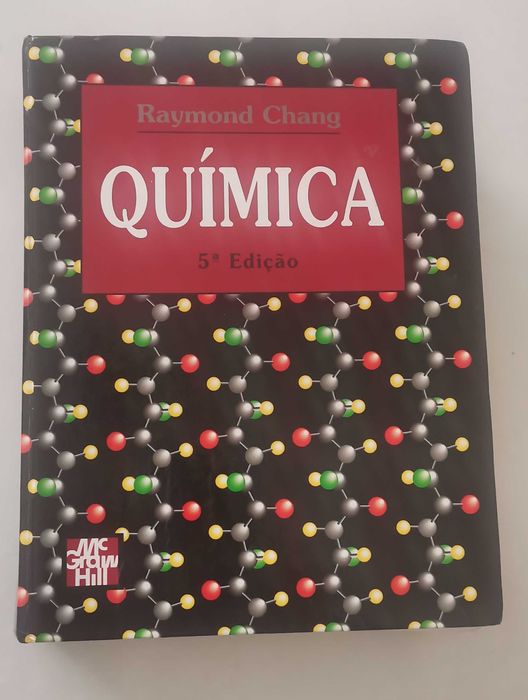 Raymond Chang
QUÍMICA
5ª Edição
Mc
Graw
Hill